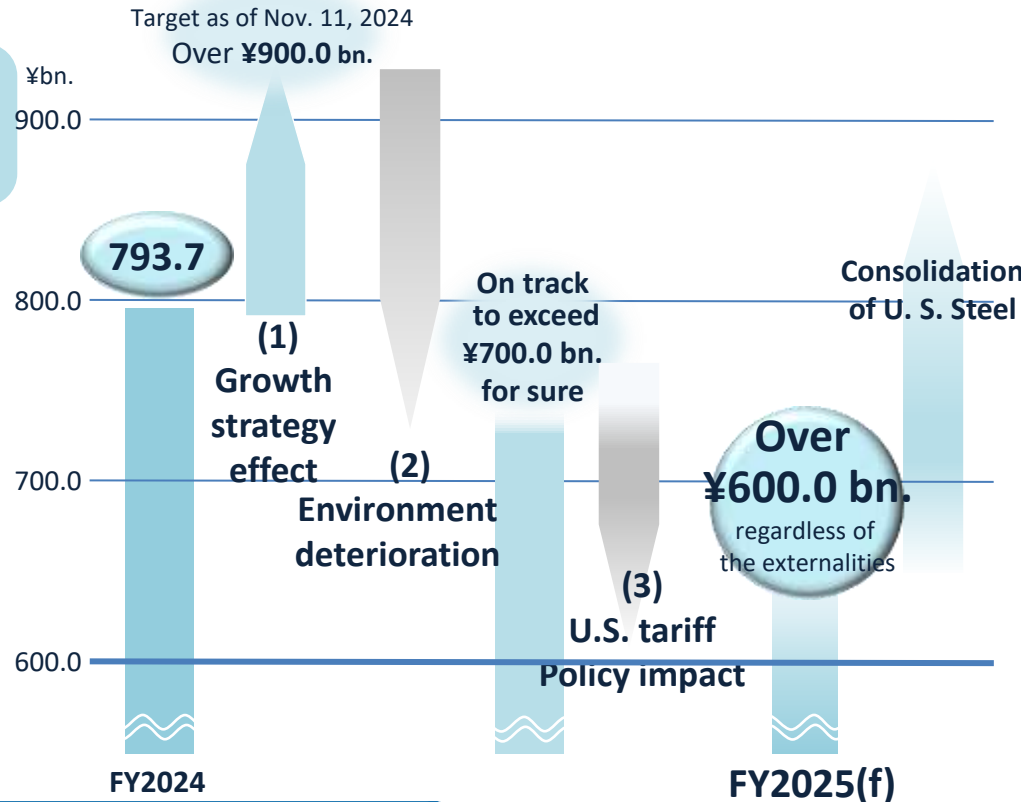 Target as of Nov. 11, 2024
Over ¥900.0 bn.
¥bn.
900.0
800.0
700.0
600.0
793.7
(1)
Growth
strategy
effect
(2)
Environment
deterioration
On track
to exceed
¥700.0 bn.
for sure
(3)
U.S. tariff
Policy impact
Over
¥600.0 bn.
regardless of
the externalities
Consolidation
of U. S. Steel
FY2024
FY2025(f)